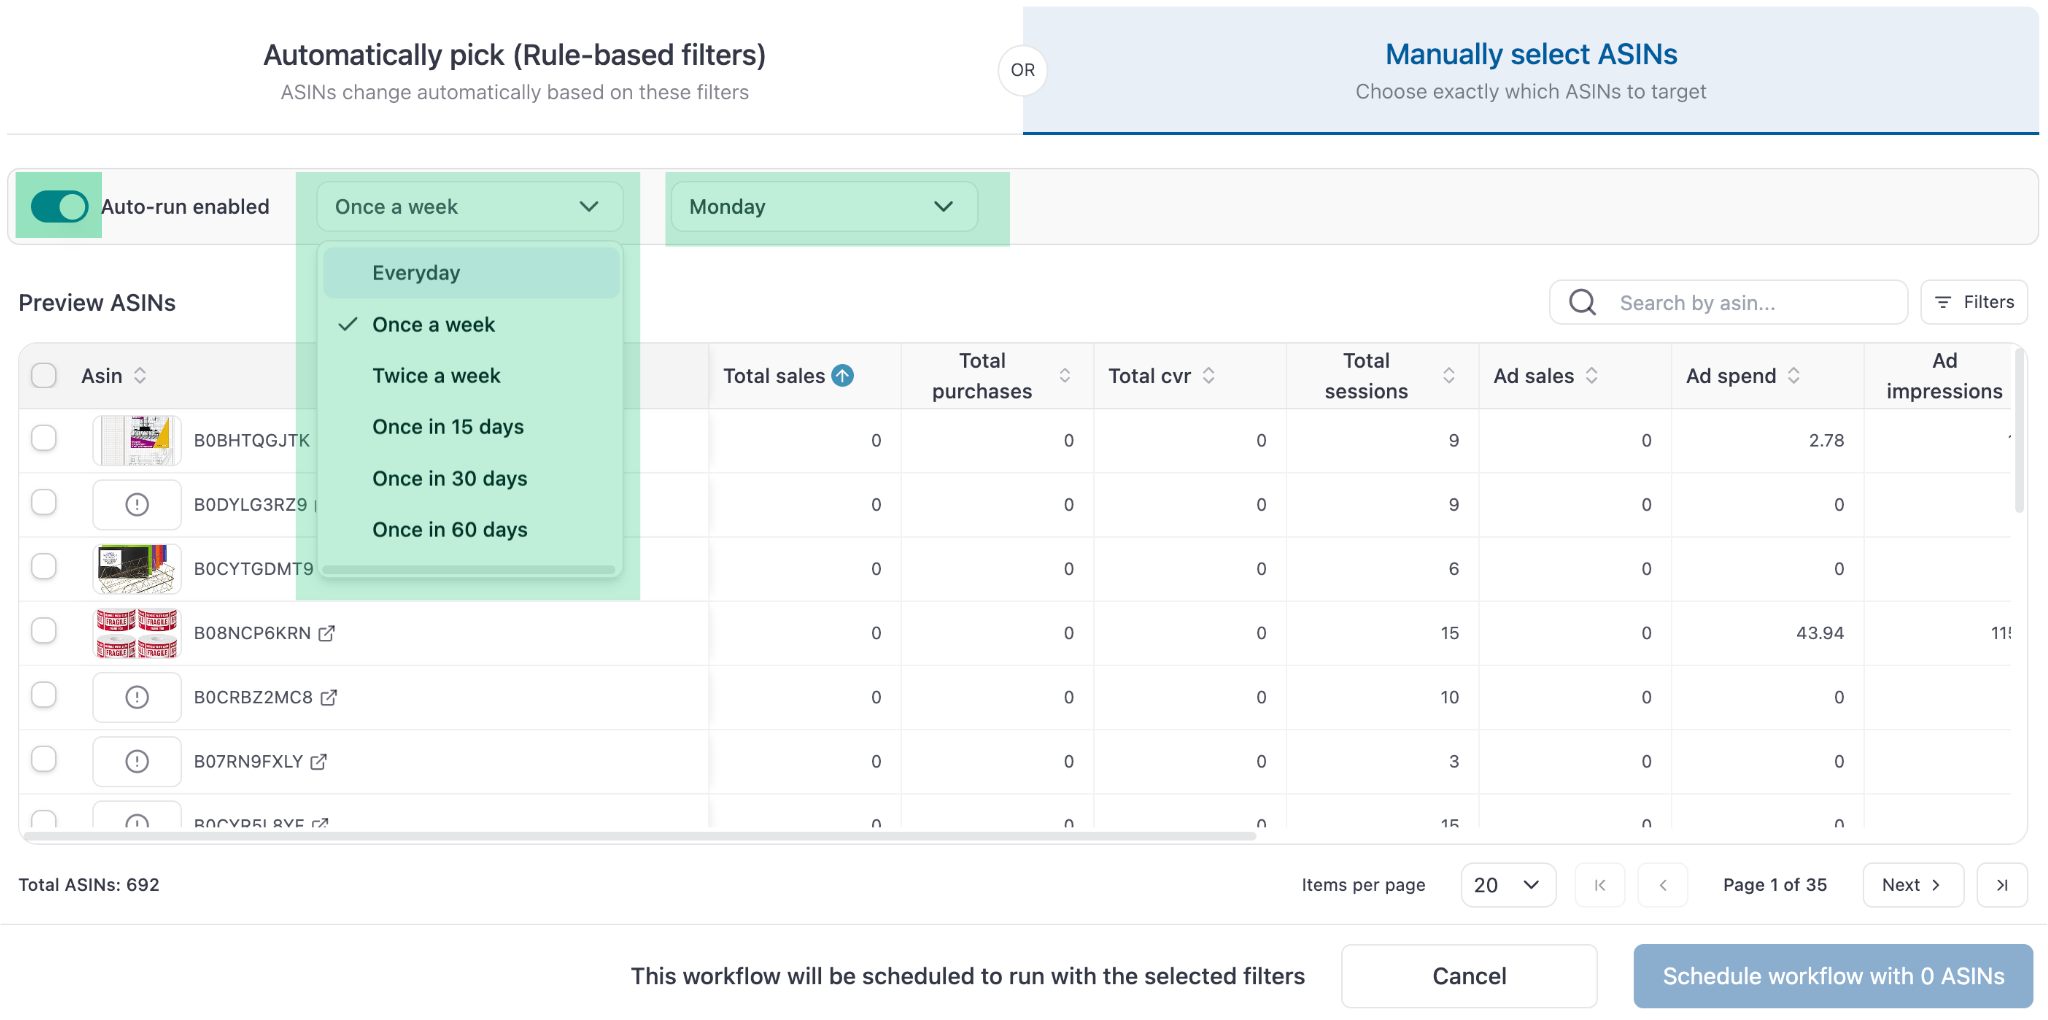 Automatically pick (Rule-based filters)
ASINs change automatically based on these filters
OR
Manually select ASINs
Choose exactly which ASINs to target
Auto-run enabled
Once a week
Monday
Everyday
Once a week
Twice a week
Once in 15 days
Once in 30 days
Once in 60 days
Preview ASINs
Search by asin...
Filters
Asin
Total sales
Total purchases
Total cvr
Total sessions
Ad sales
Ad spend
Ad impressions
B0BHTQGJTK 0 0 0 9 0 2.78
B0DYLG3RZ9 0 0 0 9 0 0
B0CYTGDMT9 0 0 0 6 0 0
B08NCP6KRN 0 0 0 15 0 43.94
FRAGILE FRAGILE
FRAGILE FRAGILE
B0CRBZ2MC8 0 0 0 10 0 0
B07RN9FXLY 0 0 0 3 0 0
0 0 0 15 0 0
Total ASINs: 692
Items per page
20
Page 1 of 35
Next
This workflow will be scheduled to run with the selected filters
Cancel
Schedule workflow with 0 ASINs